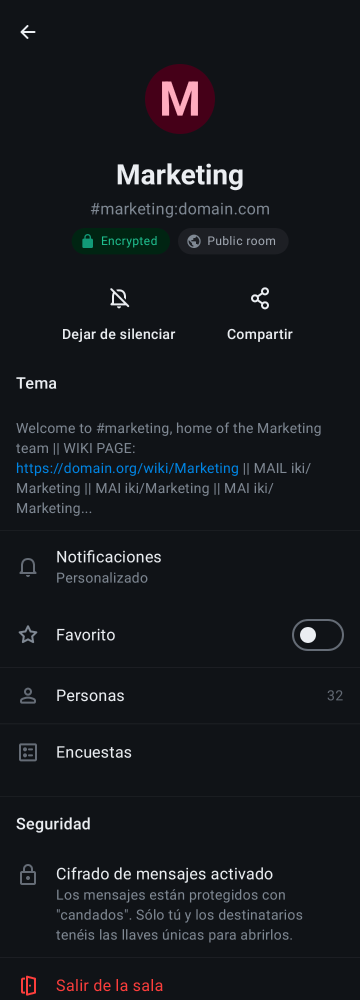 M
Marketing
#marketing:domain.com
Encrypted Public room
Dejar de silenciar Compartir
Tema
Welcome to #marketing, home of the Marketing
team || WIKI PAGE:
https://domain.org/wiki/Marketing || MAIL iki/
Marketing || MAI iki/Marketing || MAI iki/
Marketing...
Notificaciones
Personalizado
Favorito
Personas 32
Encuestas
Seguridad
Cifrado de mensajes activado
Los mensajes están protegidos con
"candados". Sólo tú y los destinatarios
tenéis las llaves únicas para abrirlos.
Salir de la sala